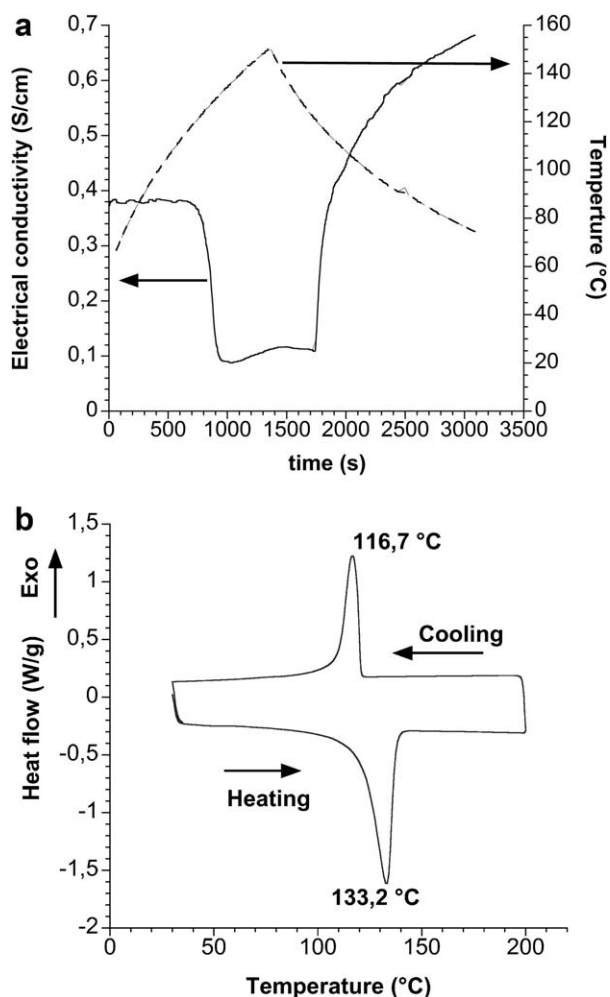 a
Electrical conductivity (S/cm)
0,7
0,6
0,5
0,4
0,3
0,2
0,1
0
160
140
120
100
80
60
40
20
0
Temperture (°C)
0 500 1000 1500 2000 2500 3000 3500
time (s)
b
Exo
Heat flow (W/g)
1,5
1
0,5
0
-0,5
-1
-1,5
-2
116,7 °C
Cooling
Heating
133,2 °C
0 50 100 150 200
Temperature (°C)